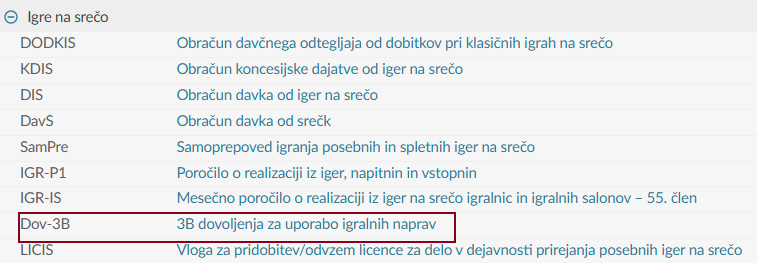 Igre na srečo
DODKIS Obračun davčnega odtegljaja od dobitkov pri klasičnih igrah na srečo
KDIS Obračun koncesijske dajatve od iger na srečo
DIS Obračun davka od iger na srečo
DavS Obračun davka od srečk
SamPre Samoprepoved igranja posebnih in spletnih iger na srečo
IGR-P1 Poročilo o realizaciji iz iger, napitnin in vstopnin
IGR-IS Mesečno poročilo o realizaciji iz iger na srečo igralnic in igralnih salonov – 55. člen
Dov-3B 3B dovoljenja za uporabo igralnih naprav
LICIS Vloga za pridobitev/odvzem licence za delo v dejavnosti prirejanja posebnih iger na srečo